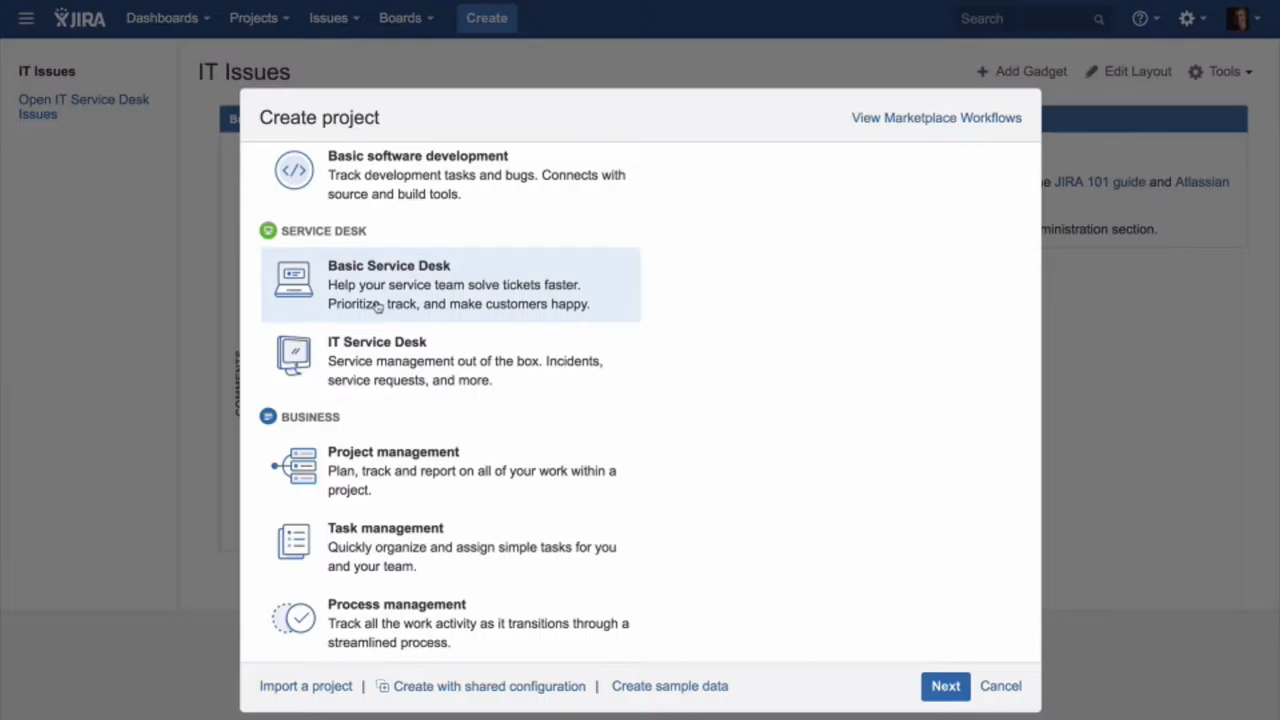 JIRA Dashboards Projects Issues Boards Create Search
IT Issues
Open IT Service Desk
Issues
IT Issues
Add Gadget Edit Layout Tools
Create project
View Marketplace Workflows
Basic software development
Track development tasks and bugs. Connects with
source and build tools.
SERVICE DESK
Basic Service Desk
Help your service team solve tickets faster.
Prioritize, track, and make customers happy.
IT Service Desk
Service management out of the box. Incidents,
service requests, and more.
BUSINESS
Project management
Plan, track and report on all of your work within a
project.
Task management
Quickly organize and assign simple tasks for you
and your team.
Process management
Track all the work activity as it transitions through a
streamlined process.
Import a project | Create with shared configuration | Create sample data
Next Cancel
JIRA 101 guide and Atlassian
section.